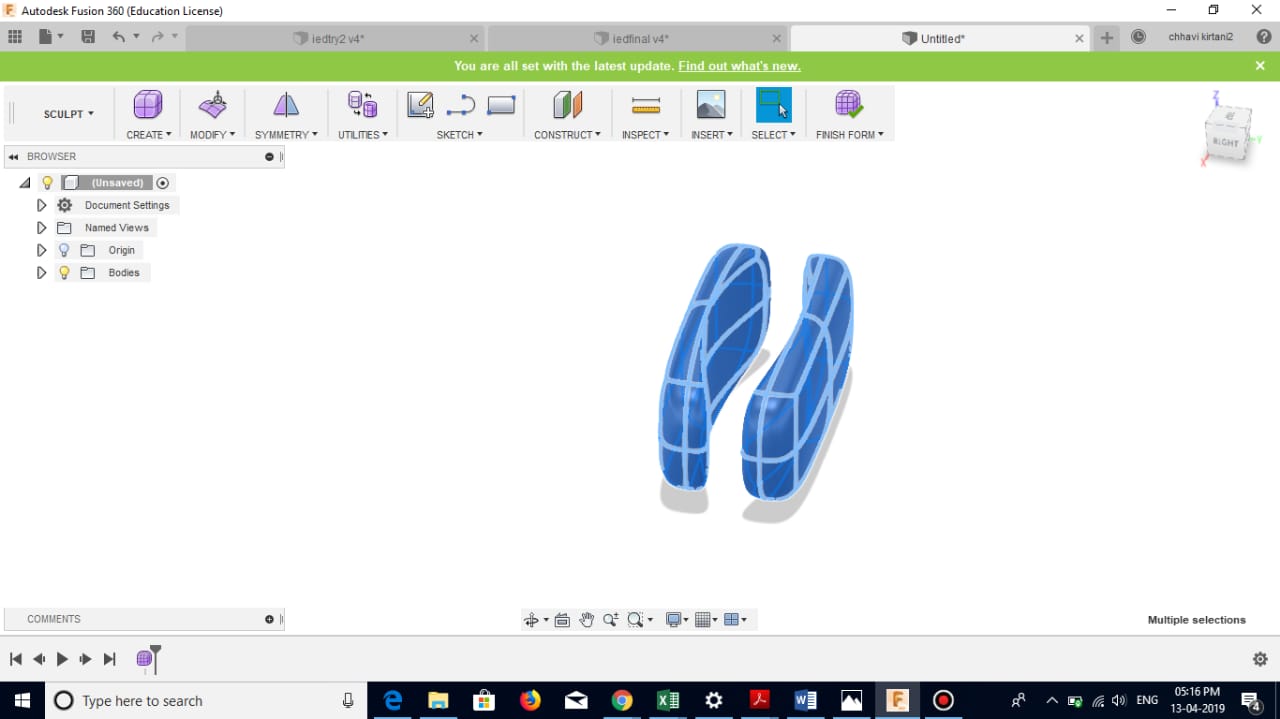 Autodesk Fusion 360 (Education License)
iedtry2 v4*
iedfinal v4*
Untitled*
chhavi kirtani2
You are all set with the latest update. Find out what's new.
SCULPT
CREATE
MODIFY
SYMMETRY
UTILITIES
SKETCH
CONSTRUCT
INSPECT
INSERT
SELECT
FINISH FORM
Z
RIGHT
Y
X
BROWSER
(Unsaved)
Document Settings
Named Views
Origin
Bodies
COMMENTS
Multiple selections
Type here to search
ENG
05:16 PM
13-04-2019
4